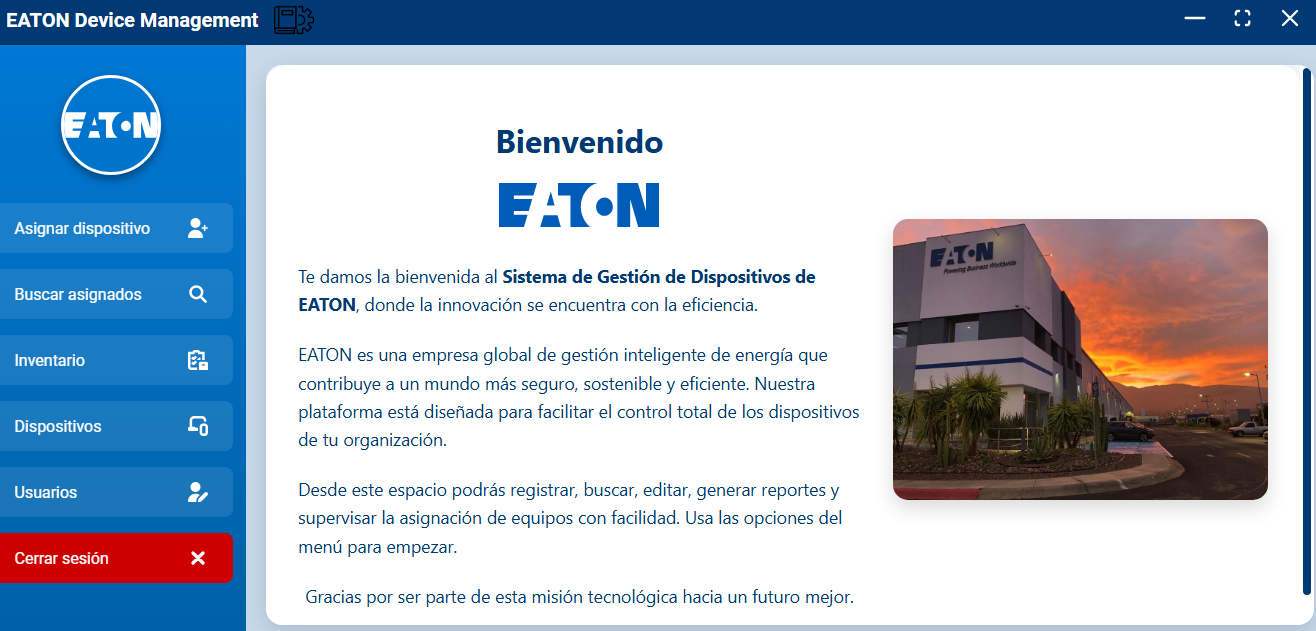 EATON Device Management
EATON
Asignar dispositivo
Buscar asignados
Inventario
Dispositivos
Usuarios
Cerrar sesión
Bienvenido
EATON
Te damos la bienvenida al Sistema de Gestión de Dispositivos de
EATON, donde la innovación se encuentra con la eficiencia.
EATON es una empresa global de gestión inteligente de energía que
contribuye a un mundo más seguro, sostenible y eficiente. Nuestra
plataforma está diseñada para facilitar el control total de los dispositivos
de tu organización.
Desde este espacio podrás registrar, buscar, editar, generar reportes y
supervisar la asignación de equipos con facilidad. Usa las opciones del
menú para empezar.
Gracias por ser parte de esta misión tecnológica hacia un futuro mejor.
EATON
Powering Business Worldwide